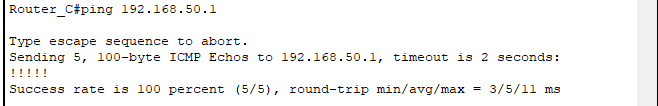 Router_C#ping 192.168.50.1
Type escape sequence to abort.
Sending 5, 100-byte ICMP Echos to 192.168.50.1, timeout is 2 seconds:
!!!!!
Success rate is 100 percent (5/5), round-trip min/avg/max = 3/5/11 ms